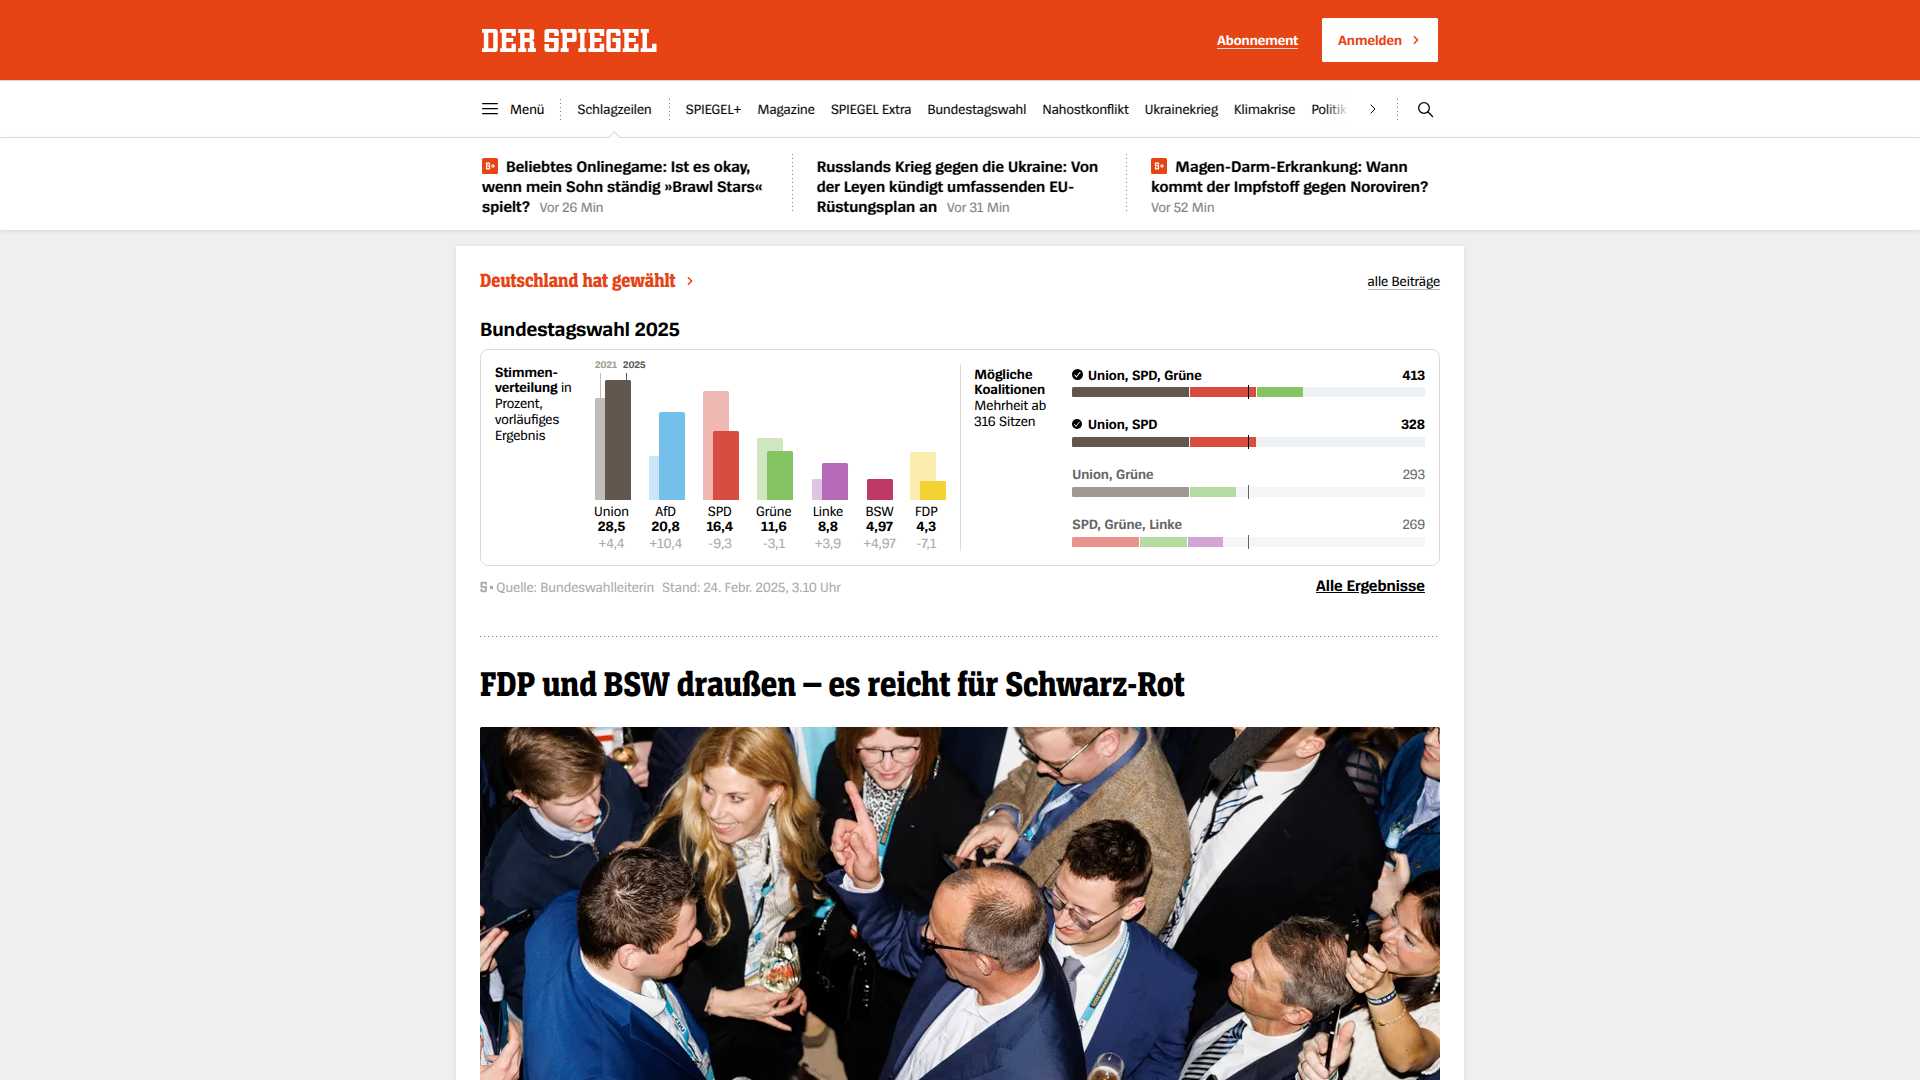 DER SPIEGEL
Abonnement
Anmelden
Menü
Schlagzeilen
SPIEGEL+
Magazine
SPIEGEL Extra
Bundestagswahl
Nahostkonflikt
Ukrainekrieg
Klimakrise
Politik
S+ Beliebtes Onlinegame: Ist es okay,
wenn mein Sohn ständig »Brawl Stars«
spielt? Vor 26 Min
Russlands Krieg gegen die Ukraine: Von
der Leyen kündigt umfassenden EU-
Rüstungsplan an Vor 31 Min
S+ Magen-Darm-Erkrankung: Wann
kommt der Impfstoff gegen Noroviren?
Vor 52 Min
Deutschland hat gewählt
alle Beiträge
Bundestagswahl 2025
Stimmen-
verteilung in
Prozent,
vorläufiges
Ergebnis
2021 2025
Union
28,5
+4,4
AfD
20,8
+10,4
SPD
16,4
-9,3
Grüne
11,6
-3,1
Linke
8,8
+3,9
BSW
4,97
+4,97
FDP
4,3
-7,1
Mögliche
Koalitionen
Mehrheit ab
316 Sitzen
Union, SPD, Grüne 413
Union, SPD 328
Union, Grüne 293
SPD, Grüne, Linke 269
S Quelle: Bundeswahlleiterin Stand: 24. Febr. 2025, 3.10 Uhr
Alle Ergebnisse
FDP und BSW draußen – es reicht für Schwarz-Rot